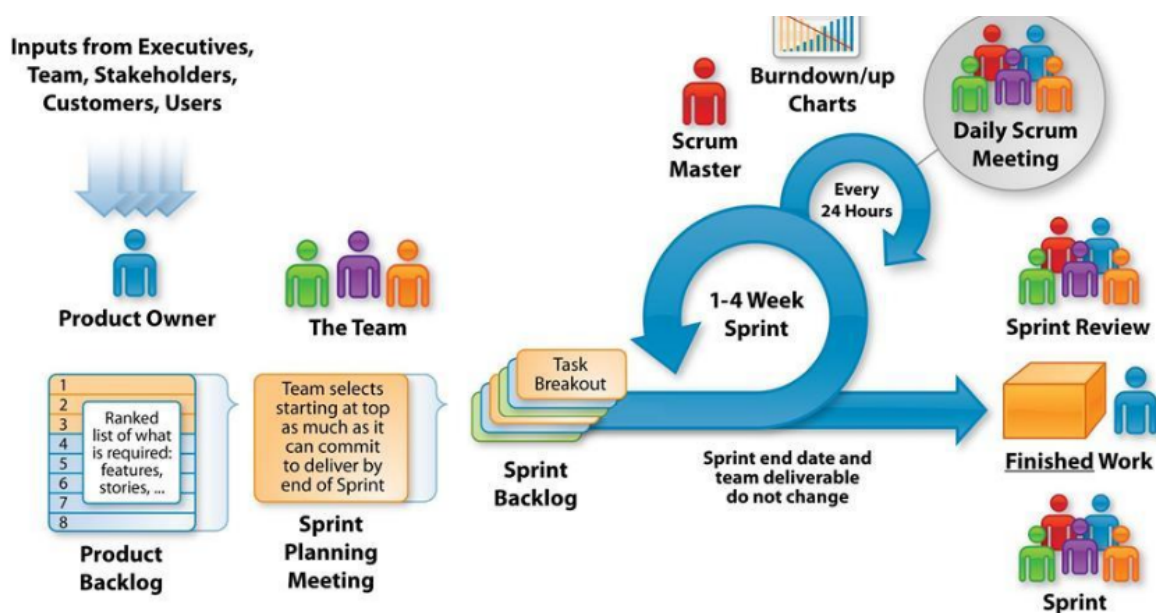 Inputs from Executives,
Team, Stakeholders,
Customers, Users
Product Owner
The Team
1
2
3
4
5
6
7
8
Ranked
list of what
is required:
features,
stories, ...
Product
Backlog
Team selects
starting at top
as much as it
can commit
to deliver by
end of Sprint
Sprint
Planning
Meeting
Task
Breakout
Sprint
Backlog
Scrum
Master
Burndown/up
Charts
Every
24 Hours
1-4 Week
Sprint
Daily Scrum
Meeting
Sprint end date and
team deliverable
do not change
Sprint Review
Finished Work
Sprint